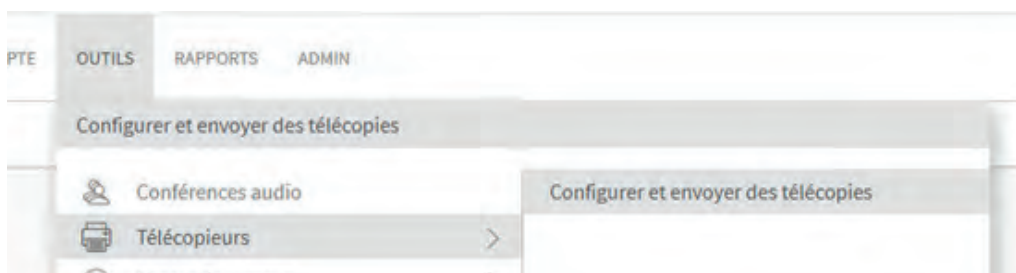 PTE OUTILS RAPPORTS ADMIN
Configurer et envoyer des télécopies
Conférences audio
Configurer et envoyer des télécopies
Télécopieurs